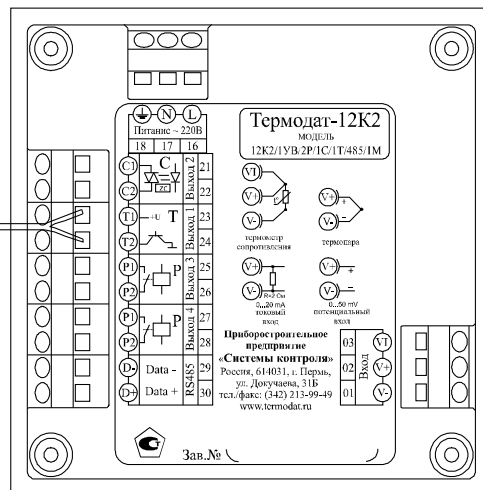 N L
Питание ~ 220В
18 17 16
Термодат-12К2
МОДЕЛЬ
12К2/1УВ/2Р/1С/1Т/485/1М
C1 C ZC Выход 2 21
C2 22
T1 +U T Выход 1 23
T2 24
P1 P Выход 3 25
P2 26
P1 P Выход 4 27
P2 28
D- Data - RS485 29
D+ Data + 30
VI
V+ t°
V-
термометр
сопротивления
V+ +
V- −
термопара
V+
V- R=2 Ом
0...20 mA
токовый
вход
V+ +
V- −
0...50 mV
потенциальный
вход
Приборостроительное
предприятие
«Системы контроля»
Россия, 614031, г. Пермь,
ул. Докучаева, 31Б
тел./факс: (342) 213-99-49
www.termodat.ru
03 Вход VI
02 V+
01 V-
Зав.№